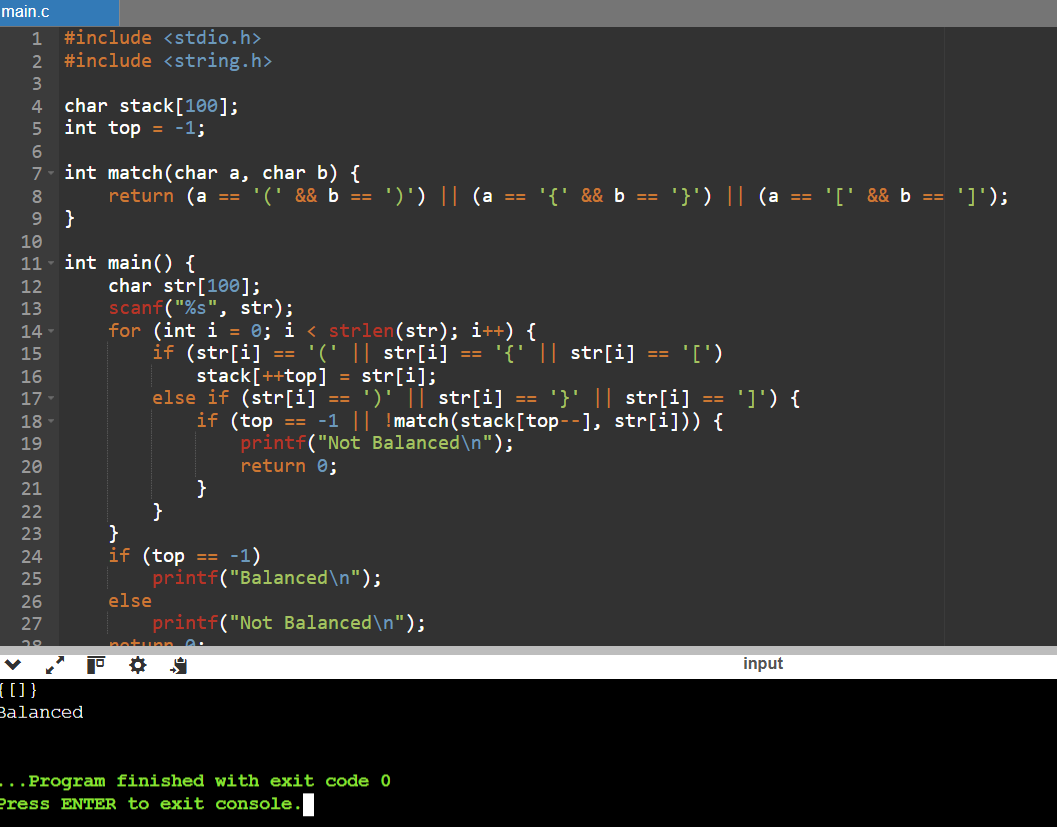 main.c
1 #include <stdio.h>
2 #include <string.h>
3
4 char stack[100];
5 int top = -1;
6
7 int match(char a, char b) {
8     return (a == '(' && b == ')') || (a == '{' && b == '}') || (a == '[' && b == ']');
9 }
10
11 int main() {
12     char str[100];
13     scanf("%s", str);
14     for (int i = 0; i < strlen(str); i++) {
15         if (str[i] == '(' || str[i] == '{' || str[i] == '[')
16             stack[++top] = str[i];
17         else if (str[i] == ')' || str[i] == '}' || str[i] == ']') {
18             if (top == -1 || !match(stack[top--], str[i])) {
19                 printf("Not Balanced\n");
20                 return 0;
21             }
22         }
23     }
24     if (top == -1)
25         printf("Balanced\n");
26     else
27         printf("Not Balanced\n");
28     return 0;
input
{[]}
Balanced
...Program finished with exit code 0
Press ENTER to exit console.